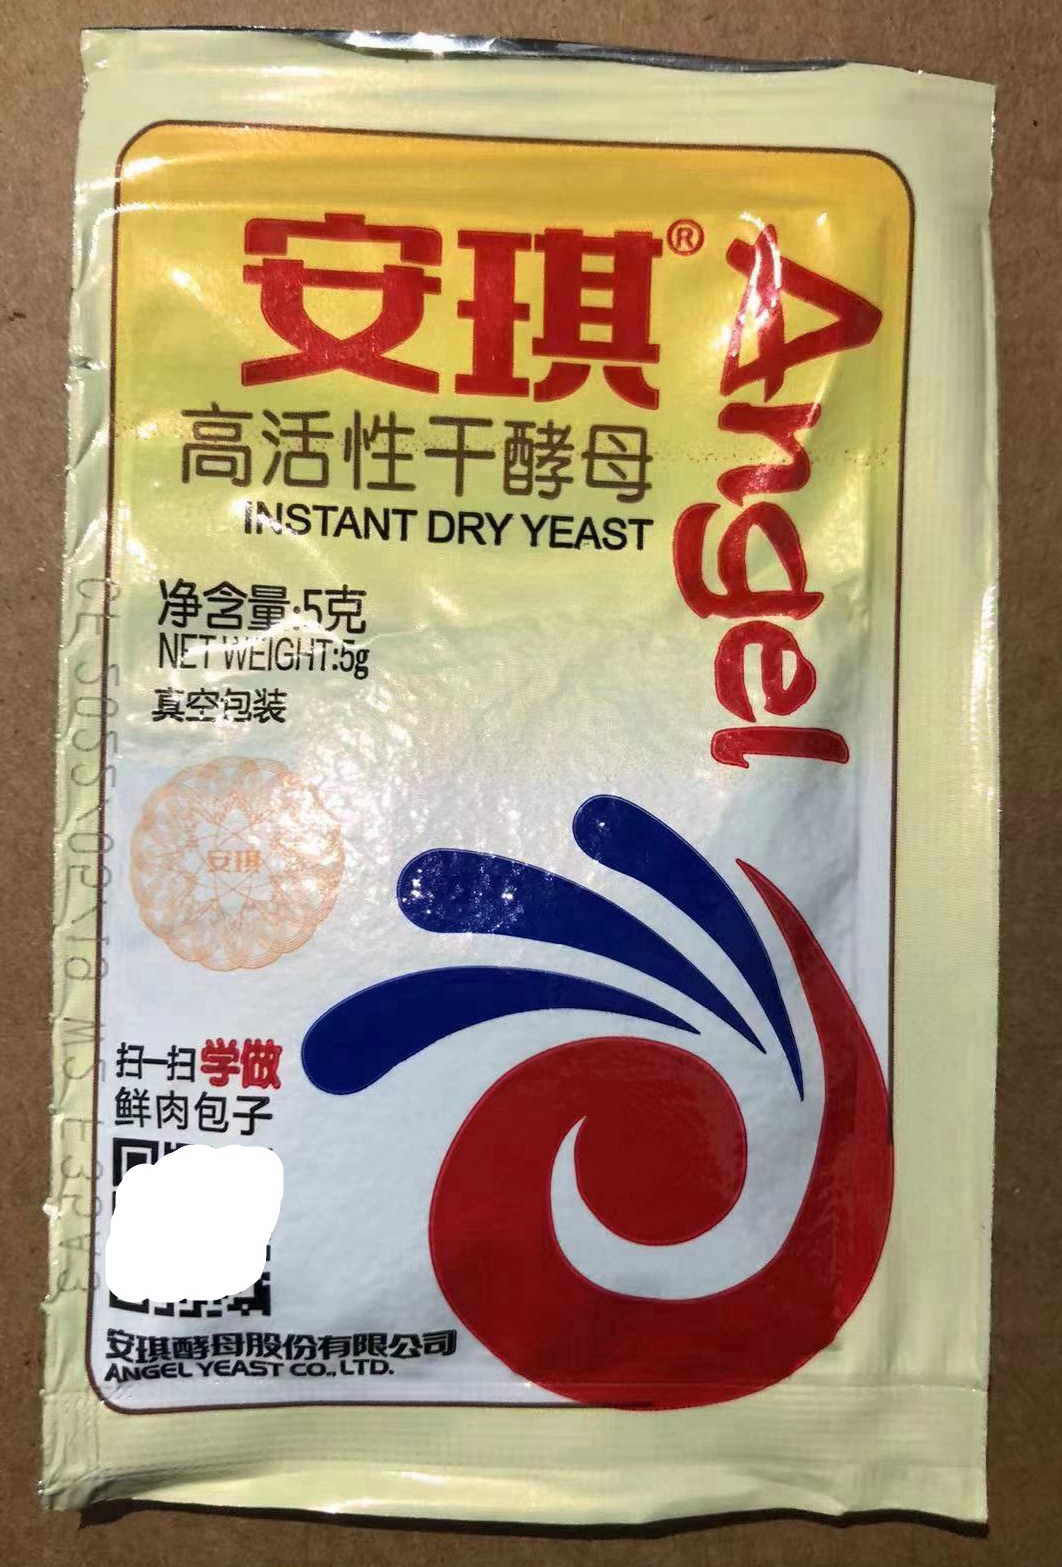 安琪®
Angel
高活性干酵母
INSTANT DRY YEAST
净含量:5克
NET WEIGHT:5g
真空包装
安琪
扫一扫学做
鲜肉包子
安琪酵母股份有限公司
ANGEL YEAST CO., LTD.